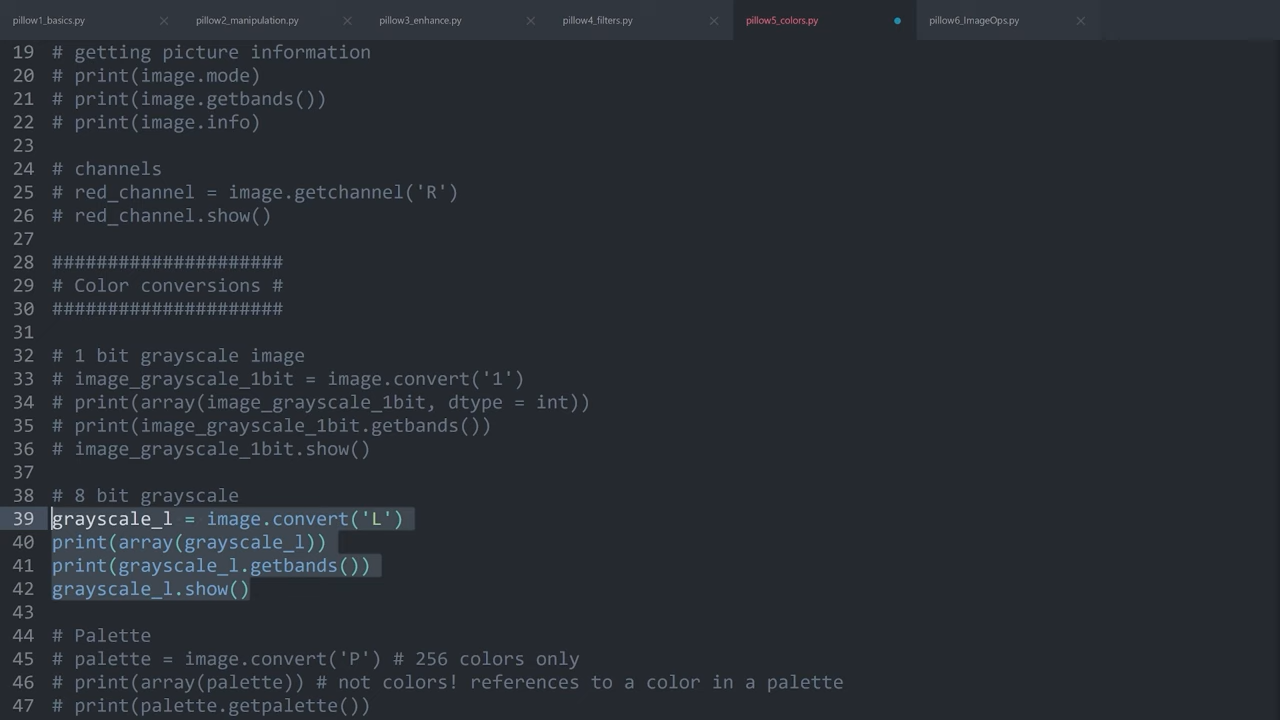 pillow1_basics.py pillow2_manipulation.py pillow3_enhance.py pillow4_filters.py pillow5_colors.py pillow6_ImageOps.py
19 # getting picture information
20 # print(image.mode)
21 # print(image.getbands())
22 # print(image.info)
23
24 # channels
25 # red_channel = image.getchannel('R')
26 # red_channel.show()
27
28 #####################
29 # Color conversions #
30 #####################
31
32 # 1 bit grayscale image
33 # image_grayscale_1bit = image.convert('1')
34 # print(array(image_grayscale_1bit, dtype = int))
35 # print(image_grayscale_1bit.getbands())
36 # image_grayscale_1bit.show()
37
38 # 8 bit grayscale
39 grayscale_l = image.convert('L')
40 print(array(grayscale_l))
41 print(grayscale_l.getbands())
42 grayscale_l.show()
43
44 # Palette
45 # palette = image.convert('P') # 256 colors only
46 # print(array(palette)) # not colors! references to a color in a palette
47 # print(palette.getpalette())